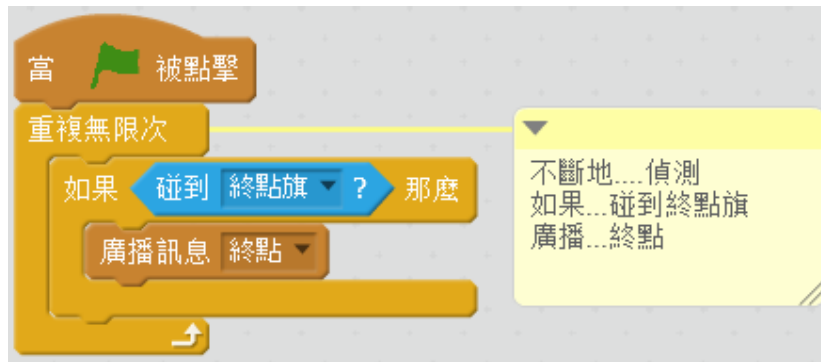 當 被點擊
重複無限次
如果 碰到 終點旗 ? 那麼
廣播訊息 終點
不斷地....偵測
如果...碰到終點旗
廣播...終點